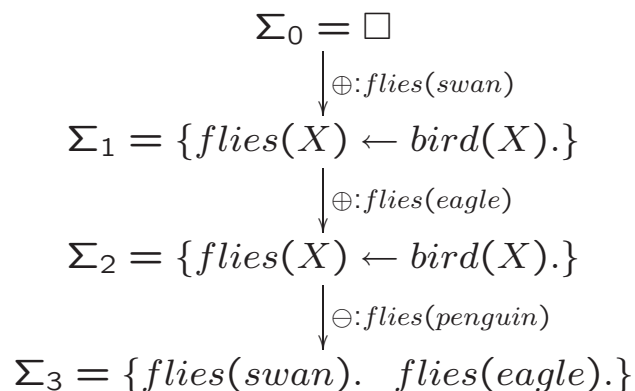 Σ₀ = □
⊕:flies(swan)
Σ₁ = {flies(X) ← bird(X).}
⊕:flies(eagle)
Σ₂ = {flies(X) ← bird(X).}
⊖:flies(penguin)
Σ₃ = {flies(swan). flies(eagle).}